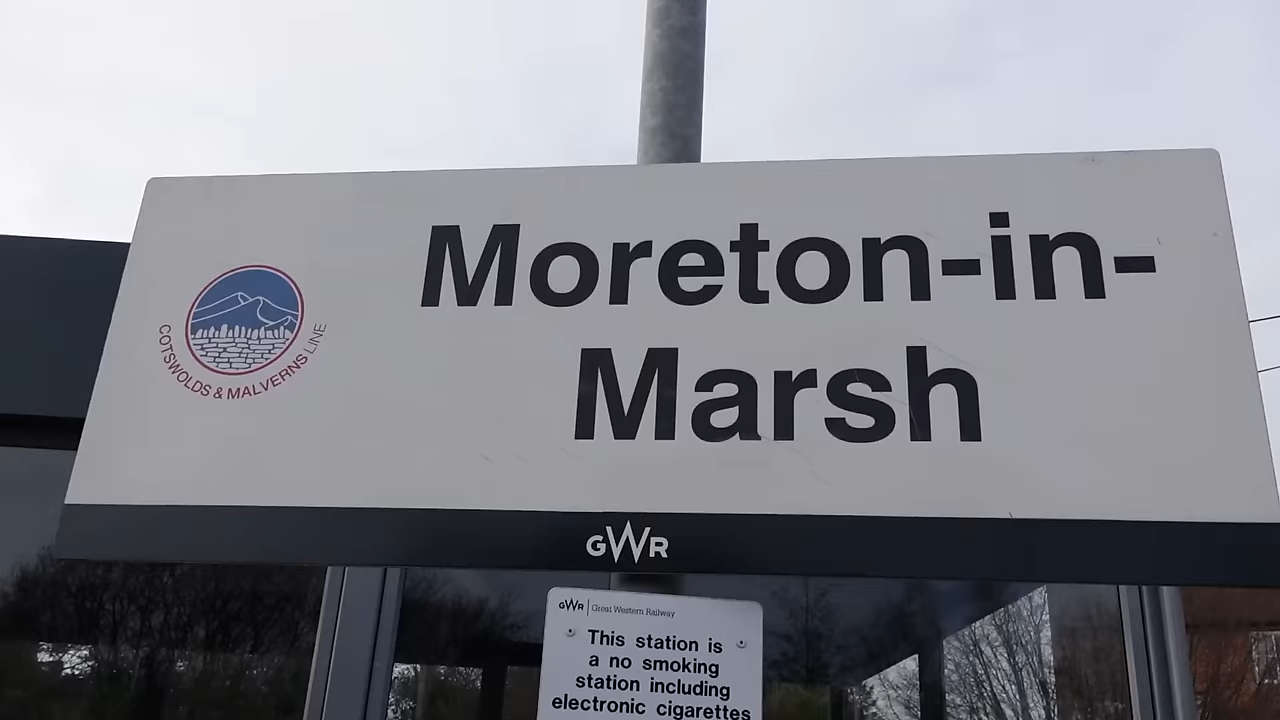 Moreton-in-
Marsh
COTSWOLDS & MALVERNS LINE
GWR
GWR | Great Western Railway
This station is
a no smoking
station including
electronic cigarettes